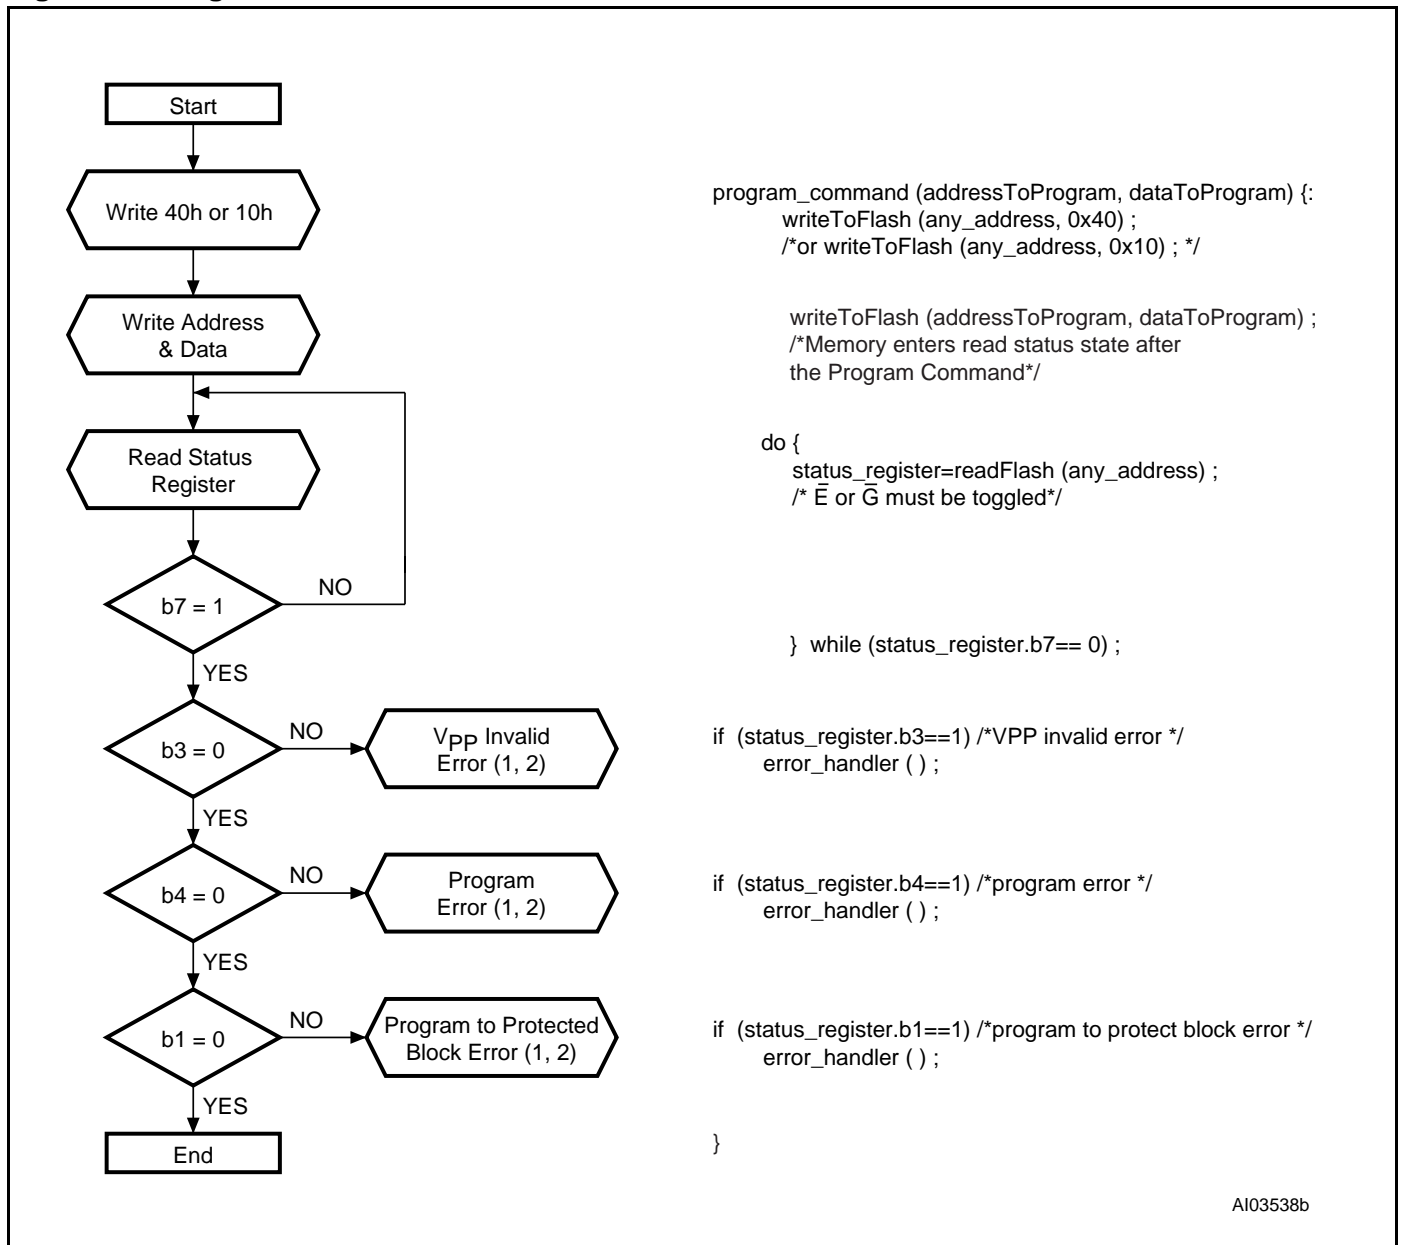 Start
Write 40h or 10h
Write Address
& Data
Read Status
Register
b7 = 1
NO
YES
b3 = 0
NO
VPP Invalid
Error (1, 2)
YES
b4 = 0
NO
Program
Error (1, 2)
YES
b1 = 0
NO
Program to Protected
Block Error (1, 2)
YES
End
program_command (addressToProgram, dataToProgram) {:
writeToFlash (any_address, 0x40) ;
/*or writeToFlash (any_address, 0x10) ; */
writeToFlash (addressToProgram, dataToProgram) ;
/*Memory enters read status state after
the Program Command*/
do {
status_register=readFlash (any_address) ;
/* E̅ or G̅ must be toggled*/
} while (status_register.b7== 0) ;
if (status_register.b3==1) /*VPP invalid error */
error_handler ( ) ;
if (status_register.b4==1) /*program error */
error_handler ( ) ;
if (status_register.b1==1) /*program to protect block error */
error_handler ( ) ;
}
AI03538b